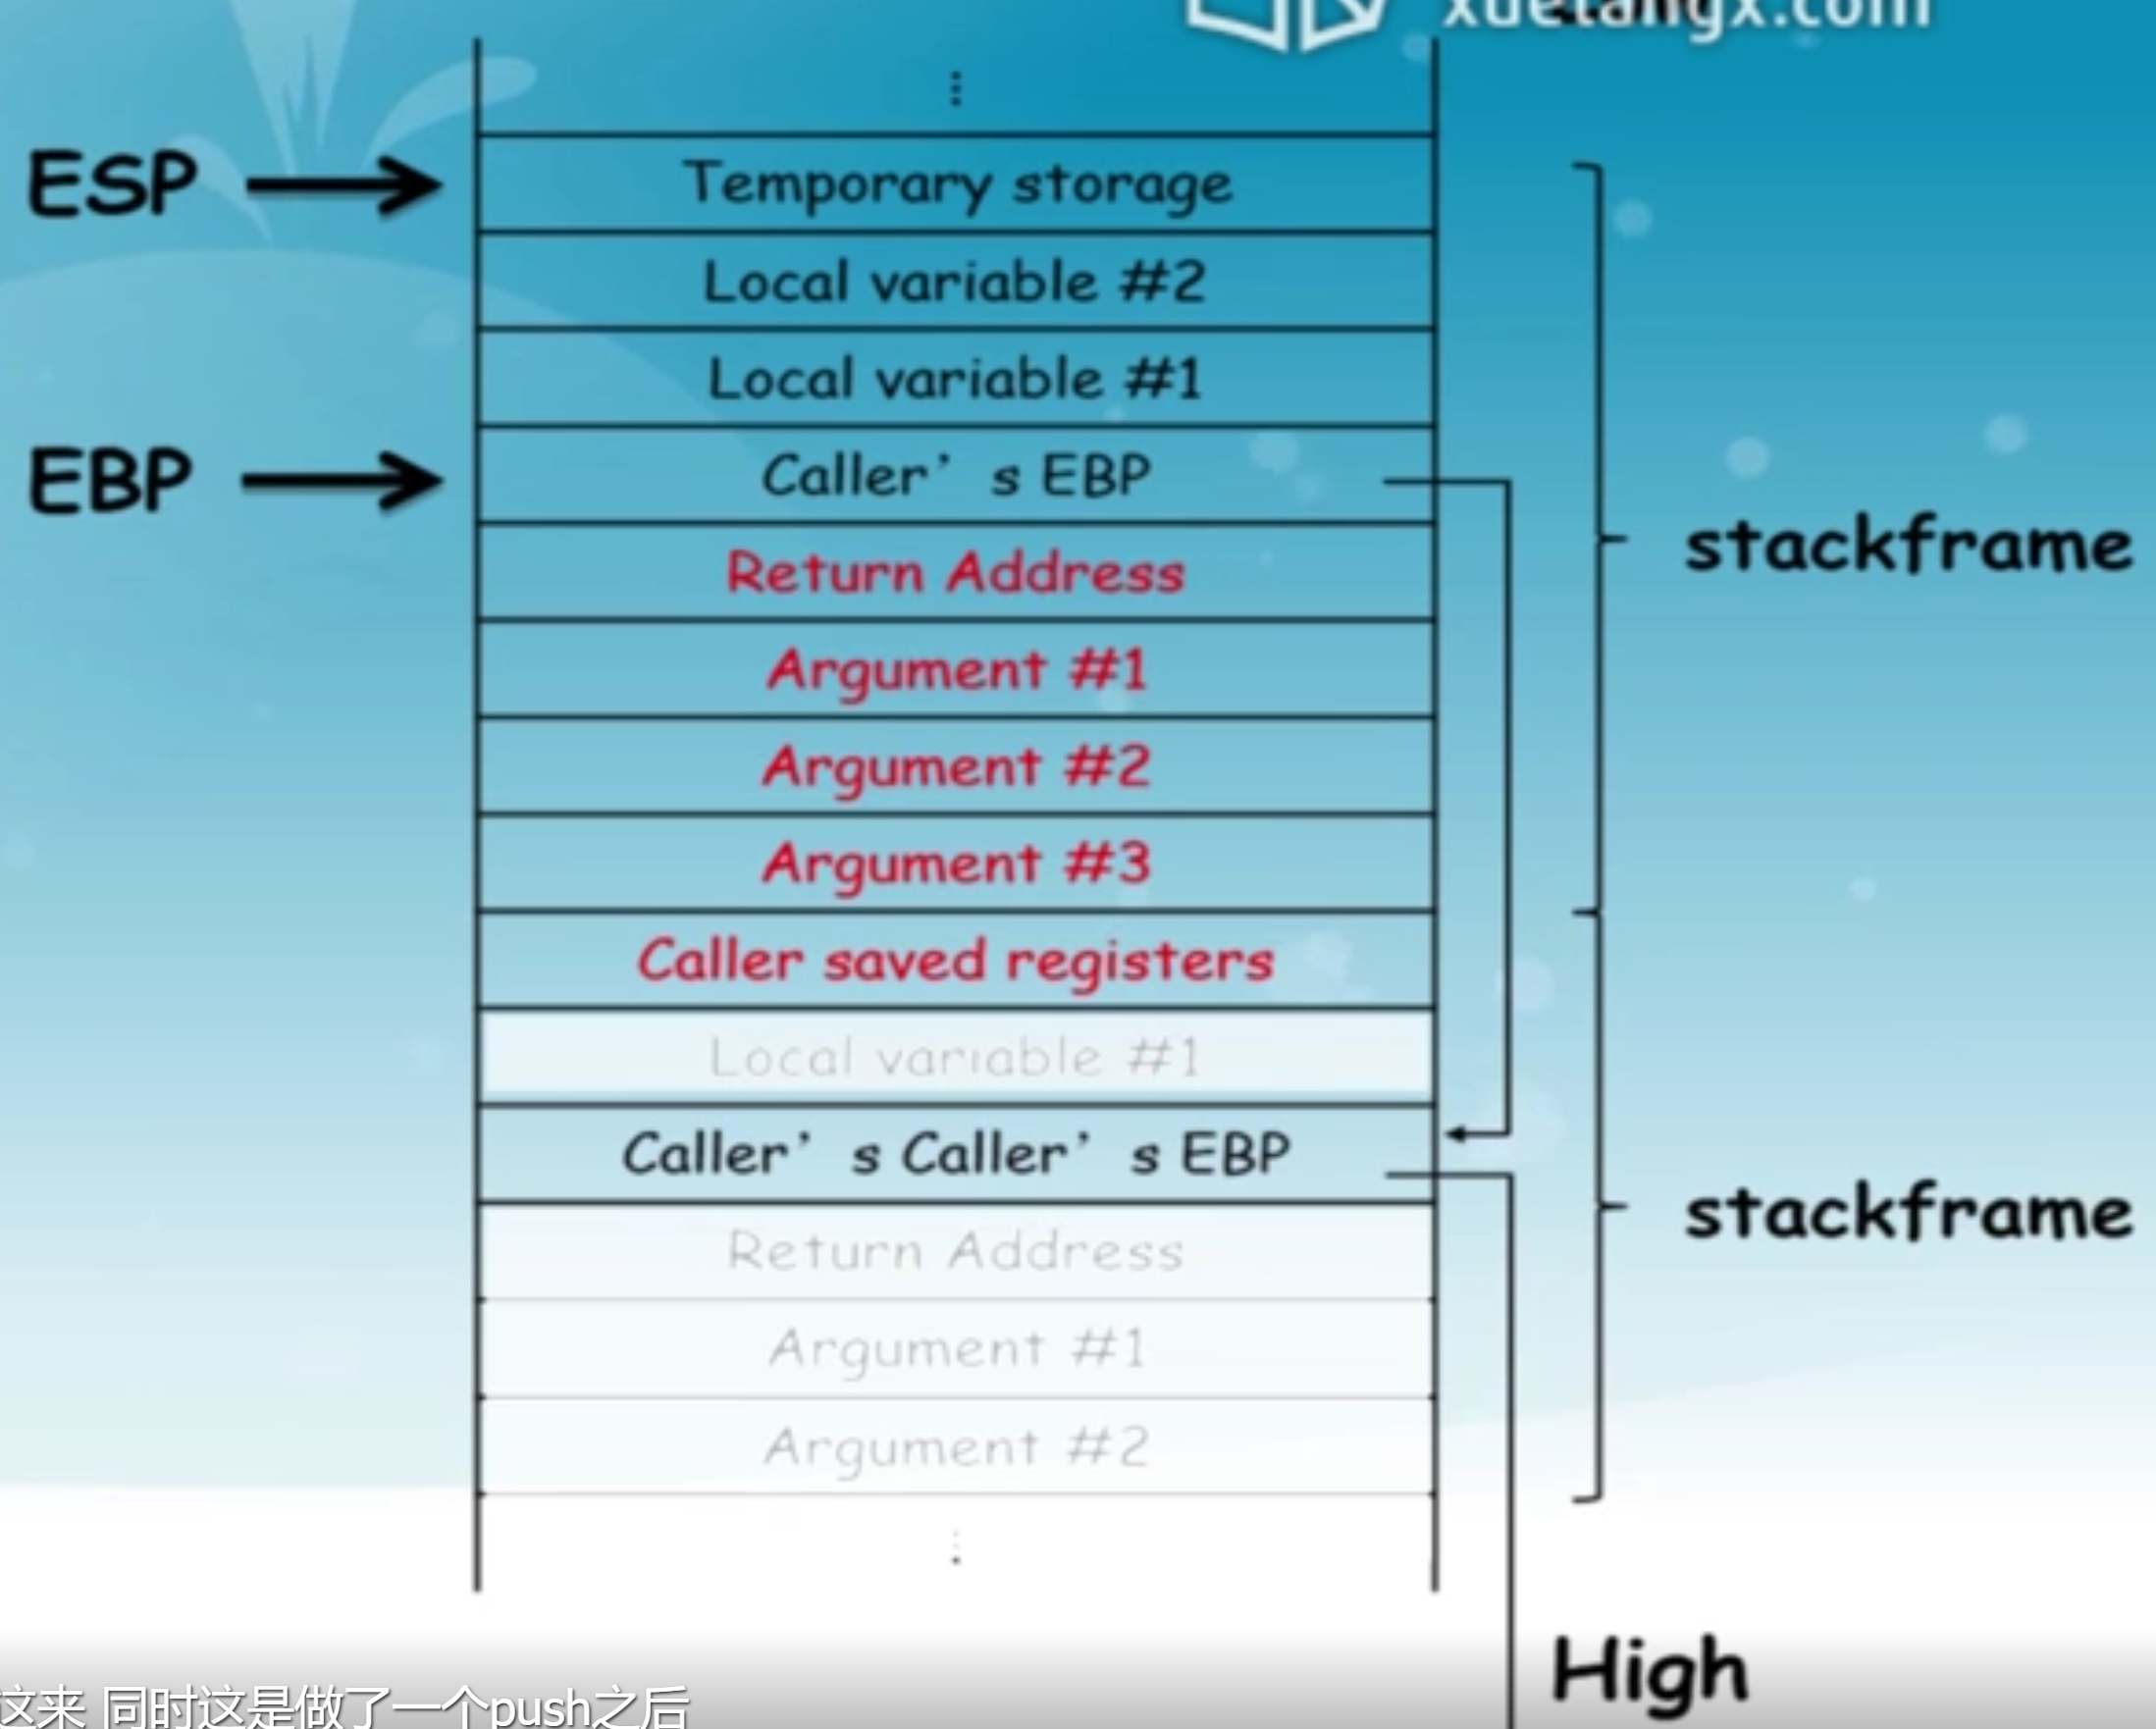 xuetangx.com
Temporary storage
ESP
Local variable #2
Local variable #1
EBP
Caller’ s EBP
stackframe
Return Address
Argument #1
Argument #2
Argument #3
Caller saved registers
Local variable #1
Caller’ s Caller’ s EBP
stackframe
Return Address
Argument #1
Argument #2
High
这来 同时这是做了一个push之后